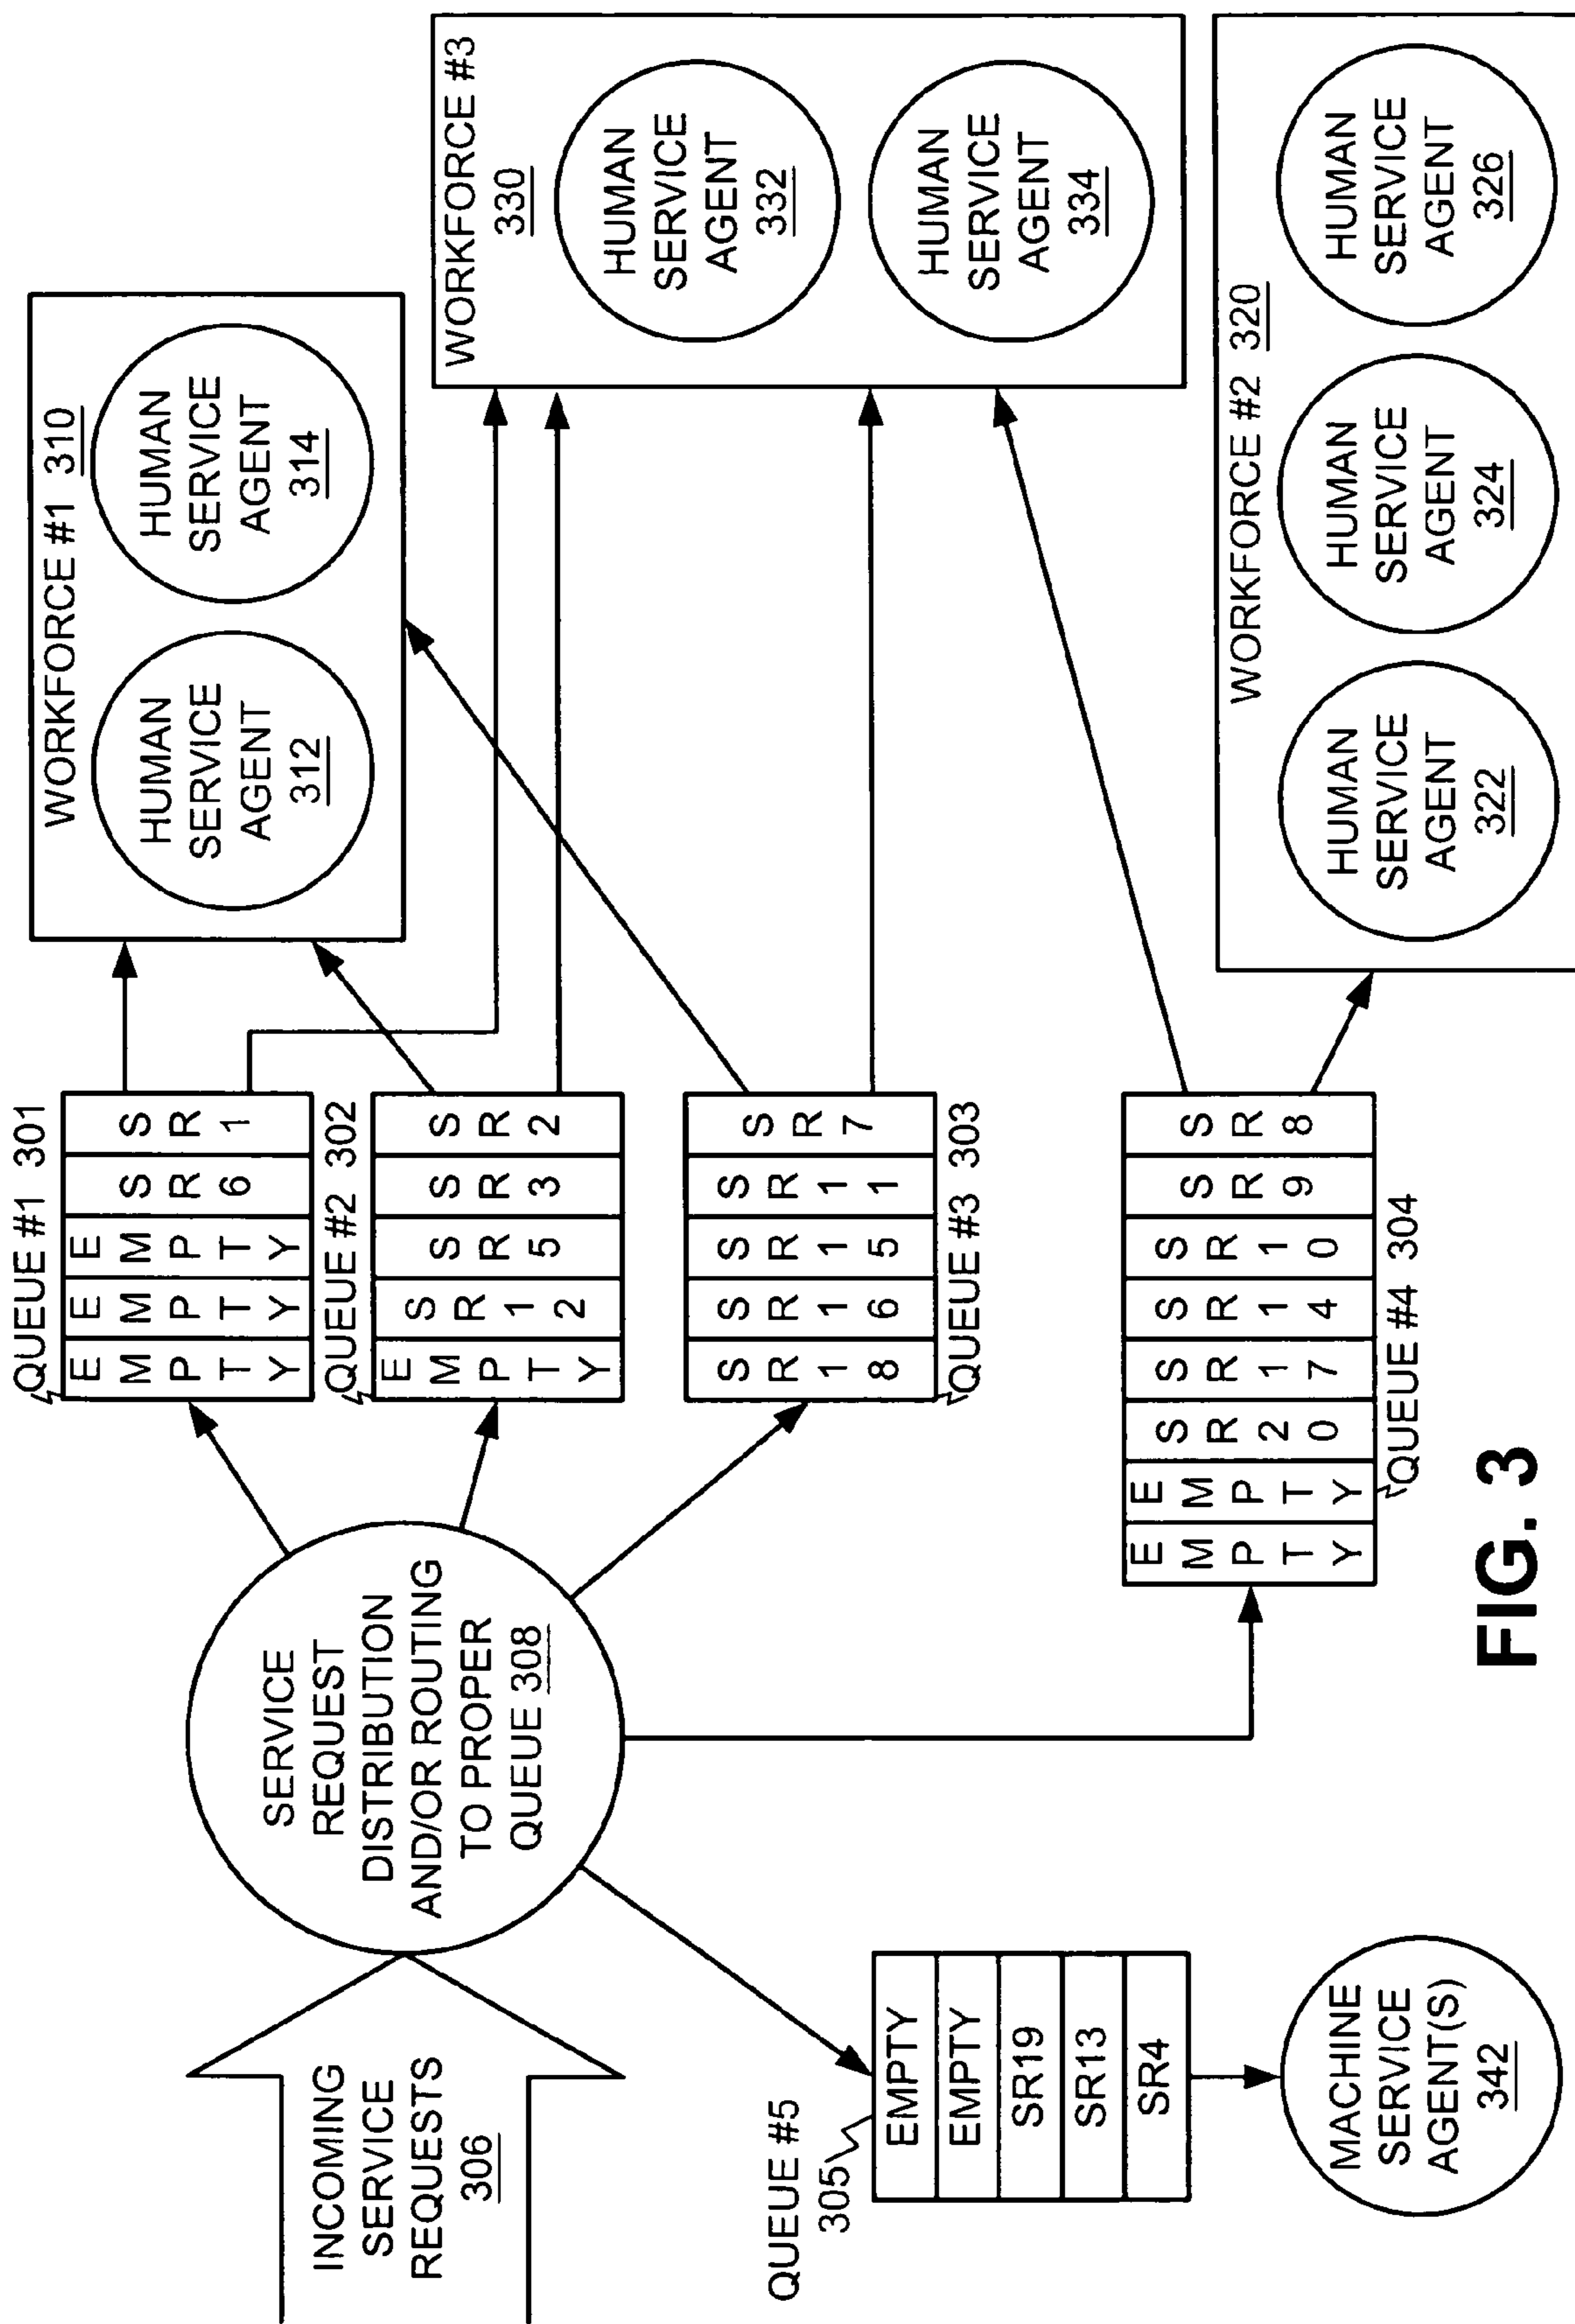 INCOMING
SERVICE
REQUESTS
306
SERVICE
REQUEST
DISTRIBUTION
AND/OR ROUTING
TO PROPER
QUEUE 308
QUEUE #1 301
EMPTY
EMPTY
EMPTY
SR6
SR1
QUEUE #2 302
EMPTY
SR12
SR5
SR3
SR2
SR18
SR16
SR15
SR11
SR7
QUEUE #3 303
EMPTY
EMPTY
SR20
SR17
SR14
SR10
SR9
SR8
QUEUE #4 304
QUEUE #5
305
EMPTY
EMPTY
SR19
SR13
SR4
MACHINE
SERVICE
AGENT(S)
342
WORKFORCE #1 310
HUMAN
SERVICE
AGENT
312
HUMAN
SERVICE
AGENT
314
WORKFORCE #3
330
HUMAN
SERVICE
AGENT
332
HUMAN
SERVICE
AGENT
334
WORKFORCE #2 320
HUMAN
SERVICE
AGENT
322
HUMAN
SERVICE
AGENT
324
HUMAN
SERVICE
AGENT
326
FIG. 3